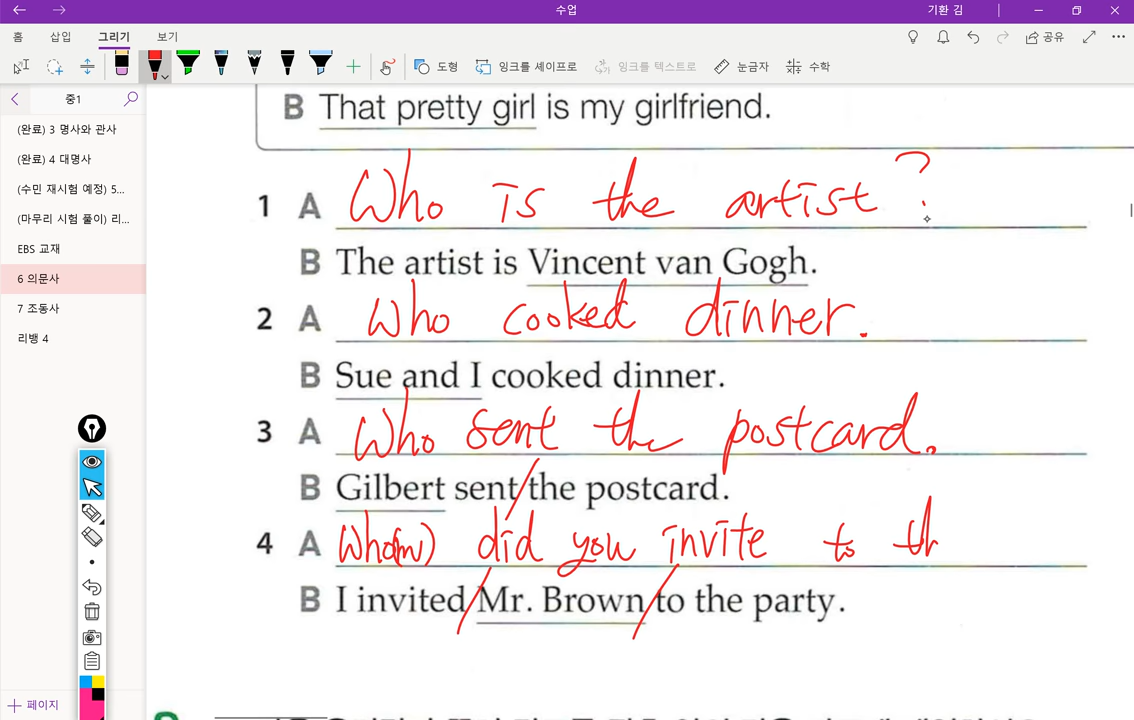 수업
기환 김
홈 삽입 그리기 보기
공유
도형 잉크를 셰이프로 잉크를 텍스트로 눈금자 수학
중1
(완료) 3 명사와 관사
(완료) 4 대명사
(수민 재시험 예정) 5...
(마무리 시험 풀이) 리...
EBS 교재
6 의문사
7 조동사
리뱅 4
페이지
B That pretty girl is my girlfriend.
1 A Who is the artist?
B The artist is Vincent van Gogh.
2 A Who cooked dinner.
B Sue and I cooked dinner.
3 A Who sent the postcard.
B Gilbert sent the postcard.
4 A Who(m) did you invite to th
B I invited Mr. Brown to the party.